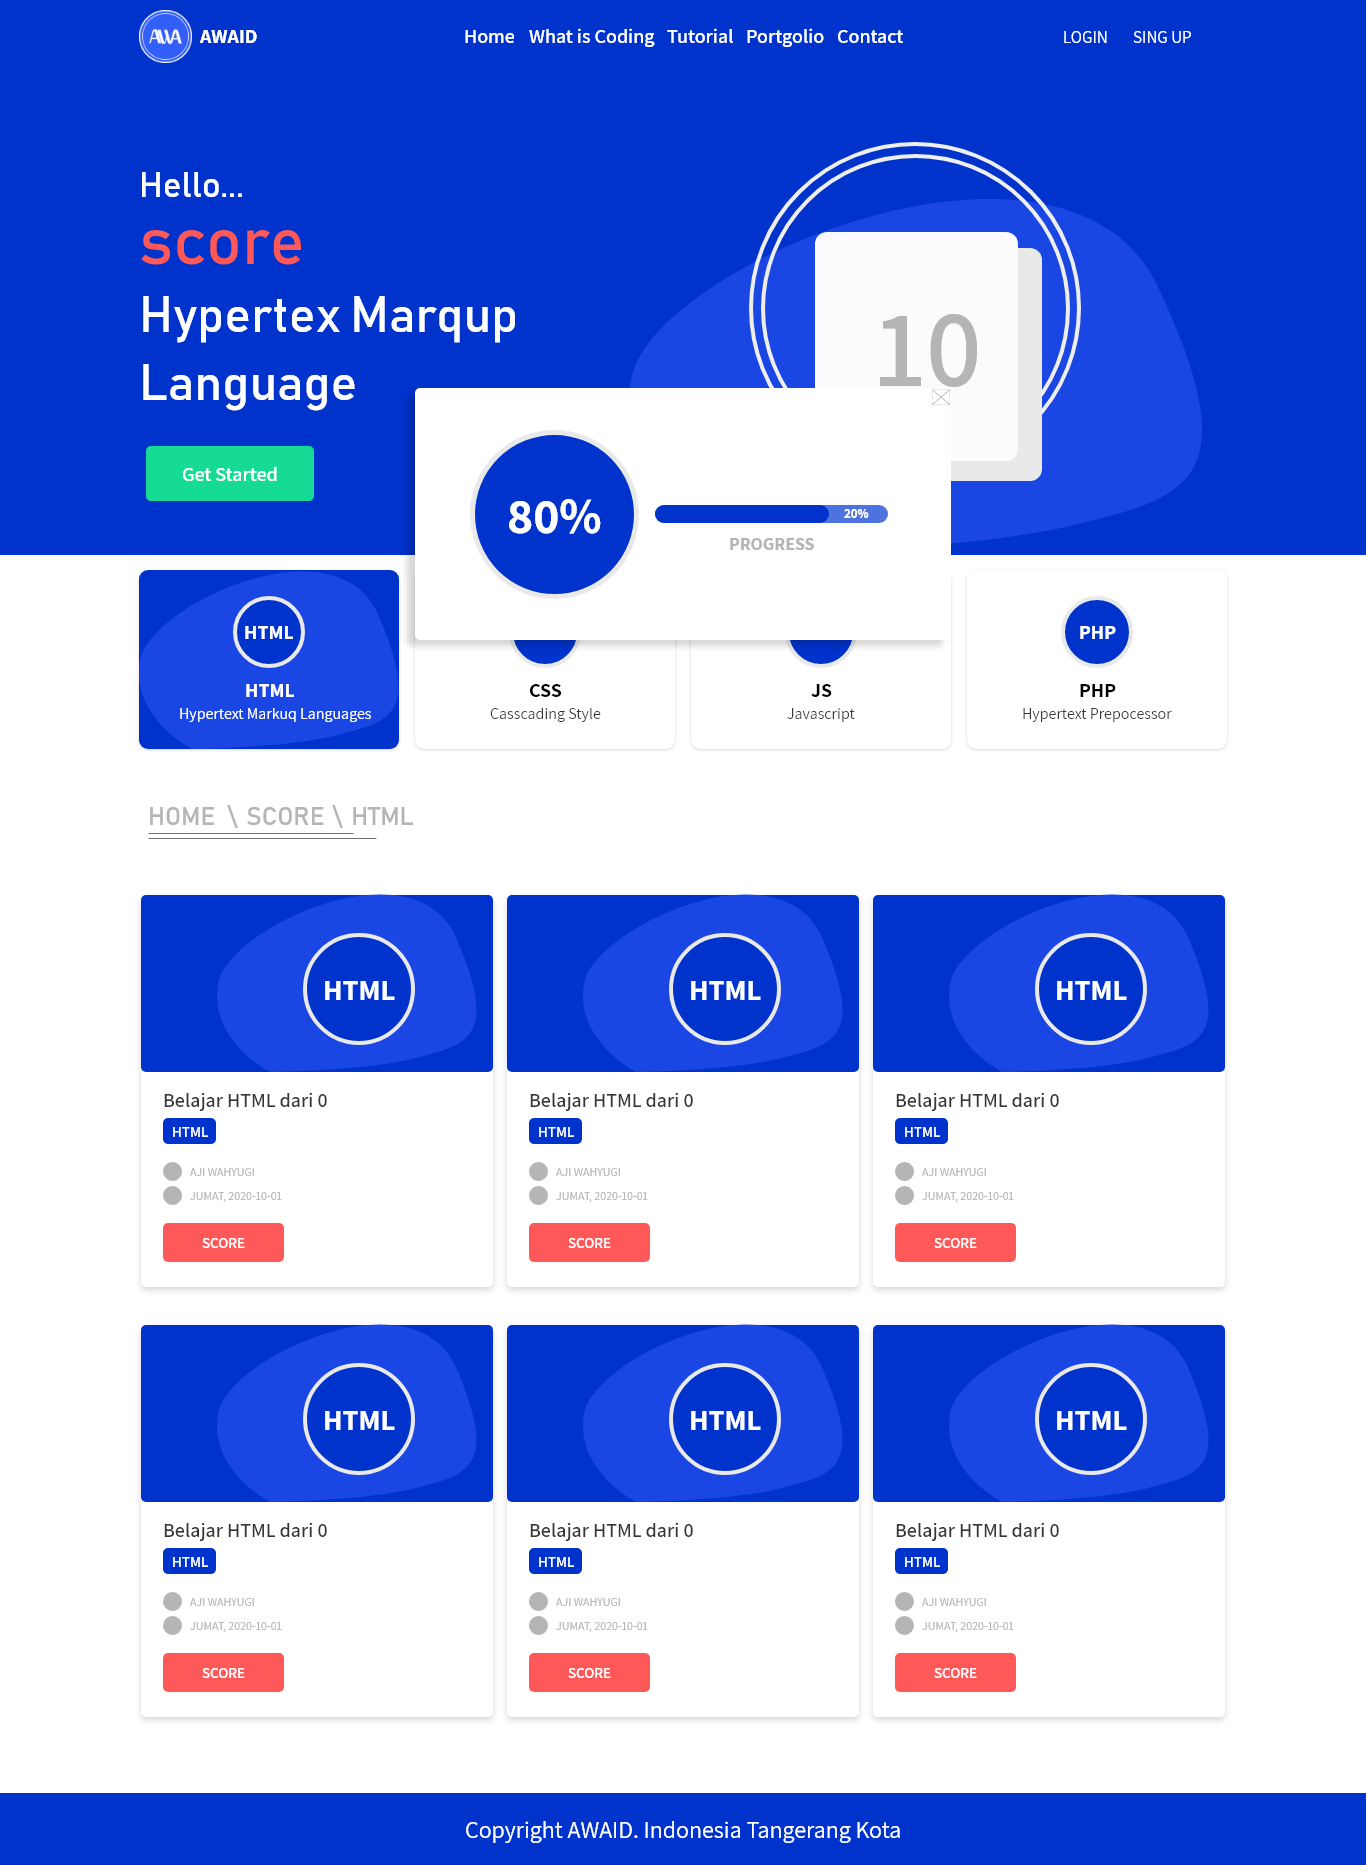 AWA AWAID Home What is Coding Tutorial Portgolio Contact LOGIN SING UP
Hello...
score
Hypertex Marqup
Language
10
Get Started
80%
20%
PROGRESS
HTML PHP
HTML CSS JS PHP
Hypertext Markuq Languages Casscading Style Javascript Hypertext Prepocessor
HOME \ SCORE \ HTML
HTML HTML HTML
Belajar HTML dari 0 Belajar HTML dari 0 Belajar HTML dari 0
HTML HTML HTML
AJI WAHYUGI AJI WAHYUGI AJI WAHYUGI
JUMAT, 2020-10-01 JUMAT, 2020-10-01 JUMAT, 2020-10-01
SCORE SCORE SCORE
HTML HTML HTML
Belajar HTML dari 0 Belajar HTML dari 0 Belajar HTML dari 0
HTML HTML HTML
AJI WAHYUGI AJI WAHYUGI AJI WAHYUGI
JUMAT, 2020-10-01 JUMAT, 2020-10-01 JUMAT, 2020-10-01
SCORE SCORE SCORE
Copyright AWAID. Indonesia Tangerang Kota